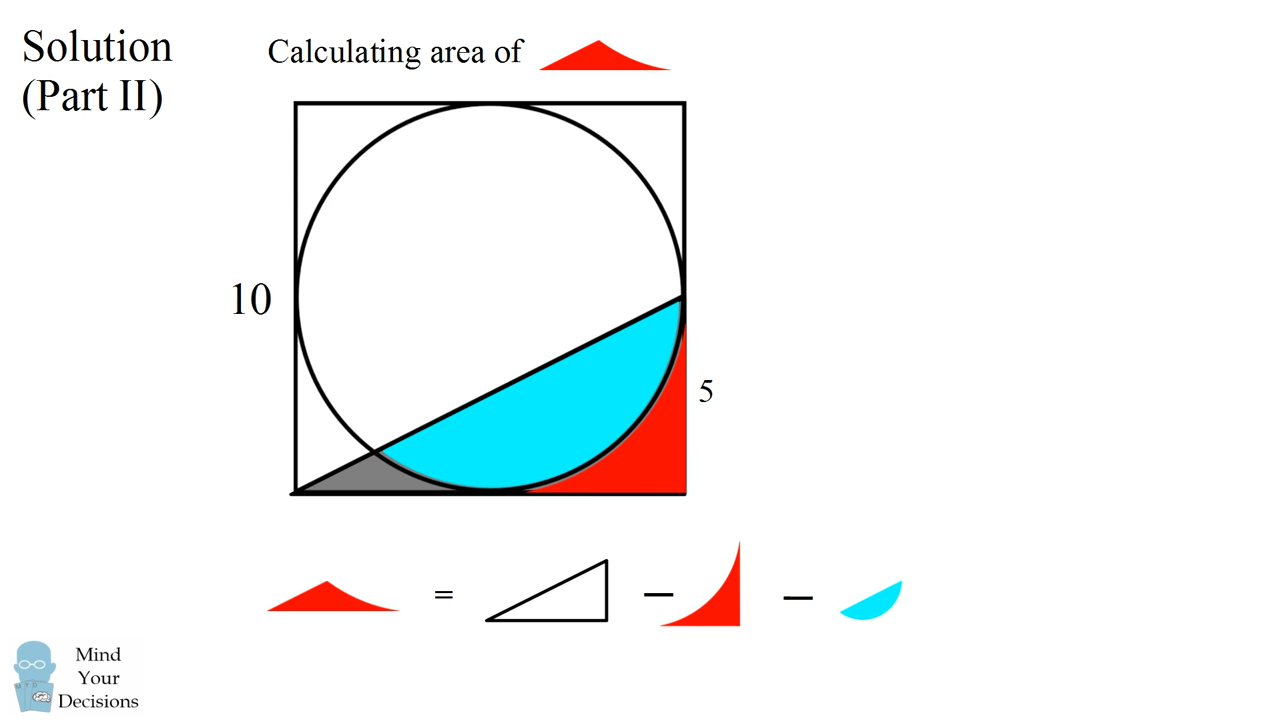 Solution
(Part II)
Calculating area of
10
5
= − −
Mind
Your
Decisions